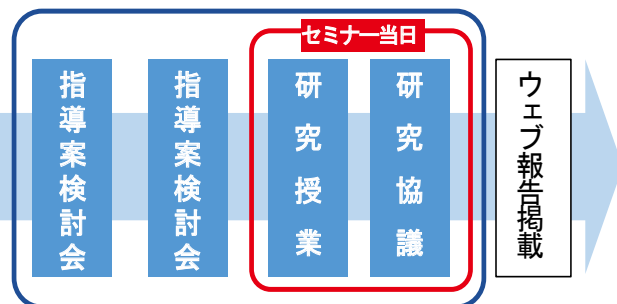 セミナー当日
指導案検討会
指導案検討会
研究授業
研究協議
ウェブ報告掲載